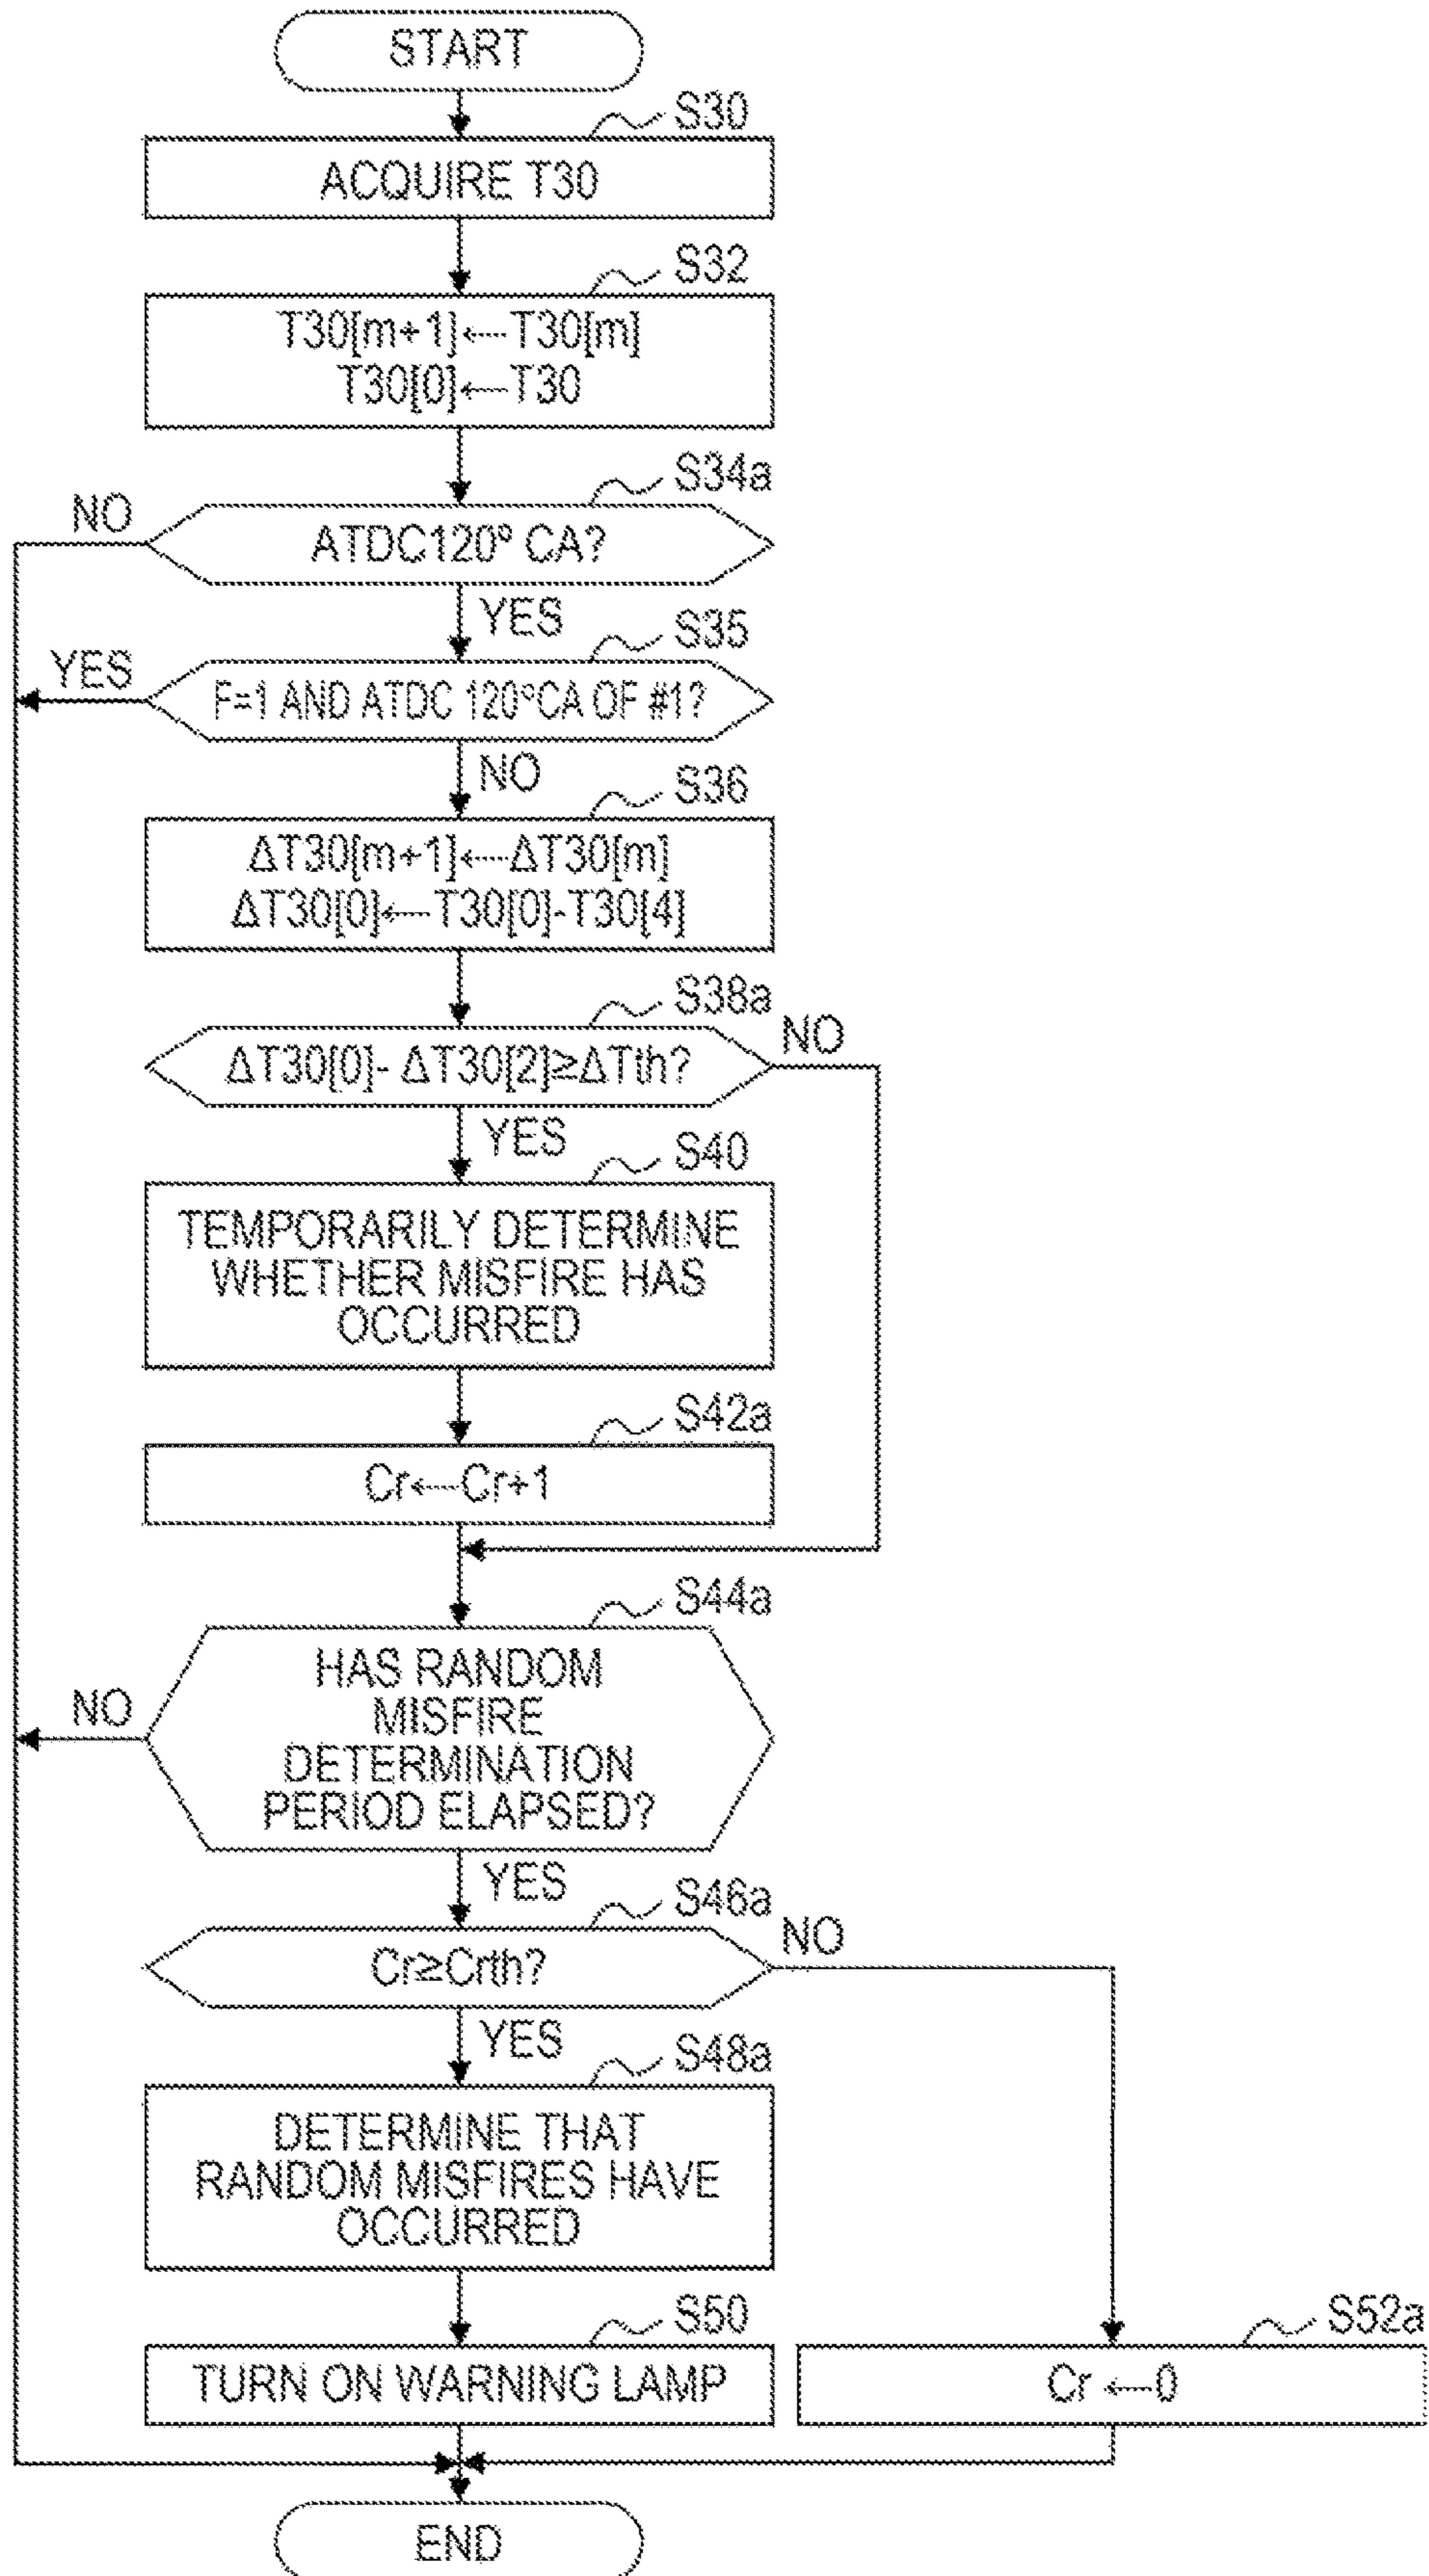 START
S30
ACQUIRE T30
S32
T30[m+1]←T30[m]
T30[0]←T30
S34a
NO
ATDC120° CA?
YES
S35
YES
F=1 AND ATDC 120°CA OF #1?
NO
S36
ΔT30[m+1]←ΔT30[m]
ΔT30[0]←T30[0]-T30[4]
S38a
NO
ΔT30[0]- ΔT30[2]≥ΔTth?
YES
S40
TEMPORARILY DETERMINE
WHETHER MISFIRE HAS
OCCURRED
S42a
Cr←Cr+1
S44a
HAS RANDOM
MISFIRE
DETERMINATION
PERIOD ELAPSED?
NO
YES
S46a
NO
Cr≥Crth?
YES
S48a
DETERMINE THAT
RANDOM MISFIRES HAVE
OCCURRED
S50
TURN ON WARNING LAMP
S52a
Cr ←0
END